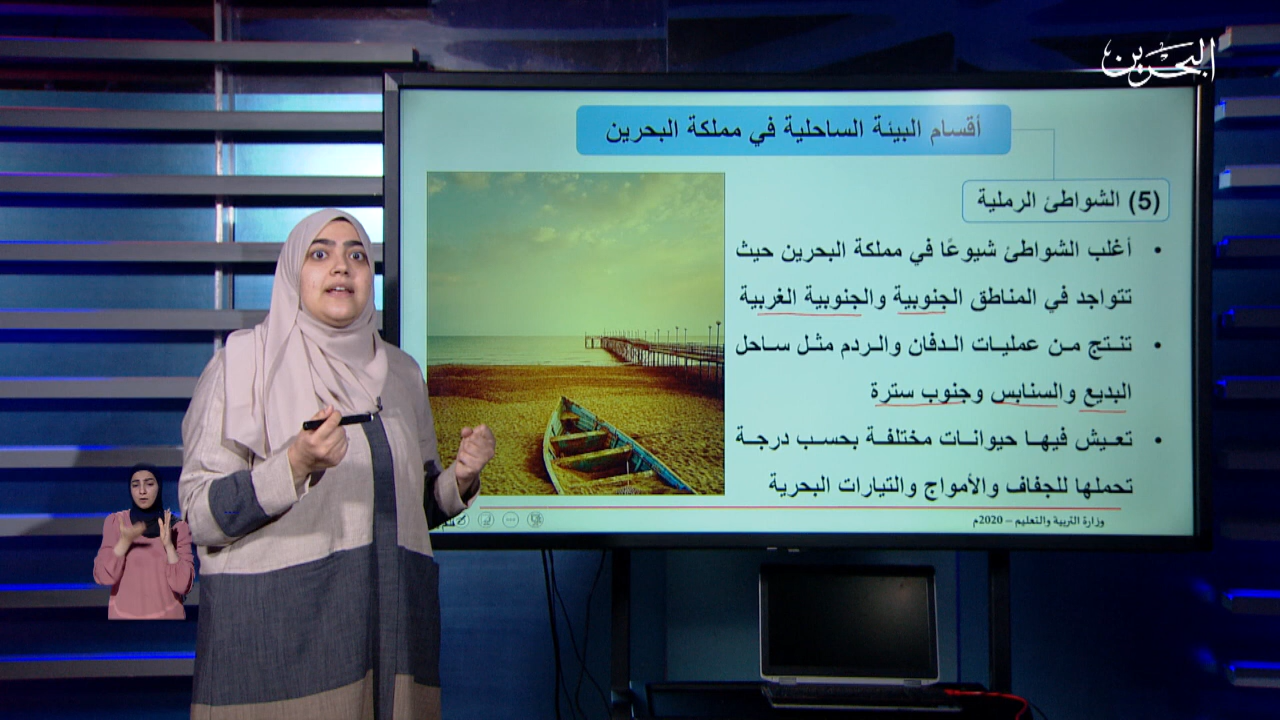 البحرين
أقسام البيئة الساحلية في مملكة البحرين
(5) الشواطئ الرملية
• أغلب الشواطئ شيوعًا في مملكة البحرين حيث
تتواجد في المناطق الجنوبية والجنوبية الغربية
• تنتج من عمليات الدفان والردم مثل ساحل
البديع والسنابس وجنوب سترة
• تعيش فيها حيوانات مختلفة بحسب درجة
تحملها للجفاف والأمواج والتيارات البحرية
وزارة التربية والتعليم – 2020م